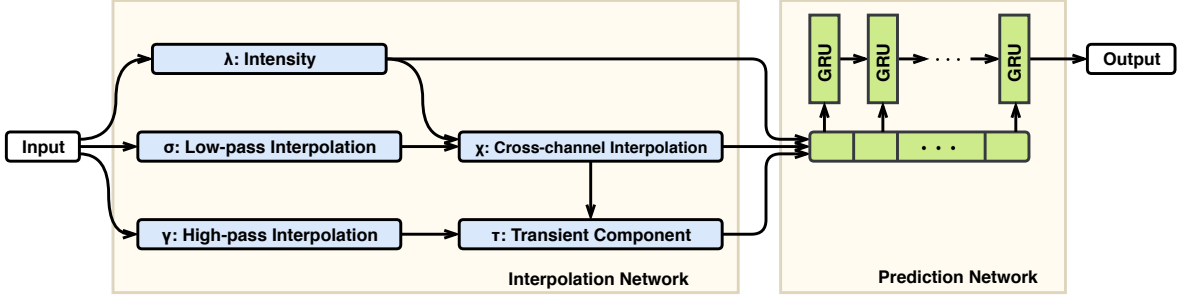 Input
λ: Intensity
σ: Low-pass Interpolation
γ: High-pass Interpolation
χ: Cross-channel Interpolation
τ: Transient Component
Interpolation Network
GRU
GRU
. . .
GRU
. . .
Prediction Network
Output